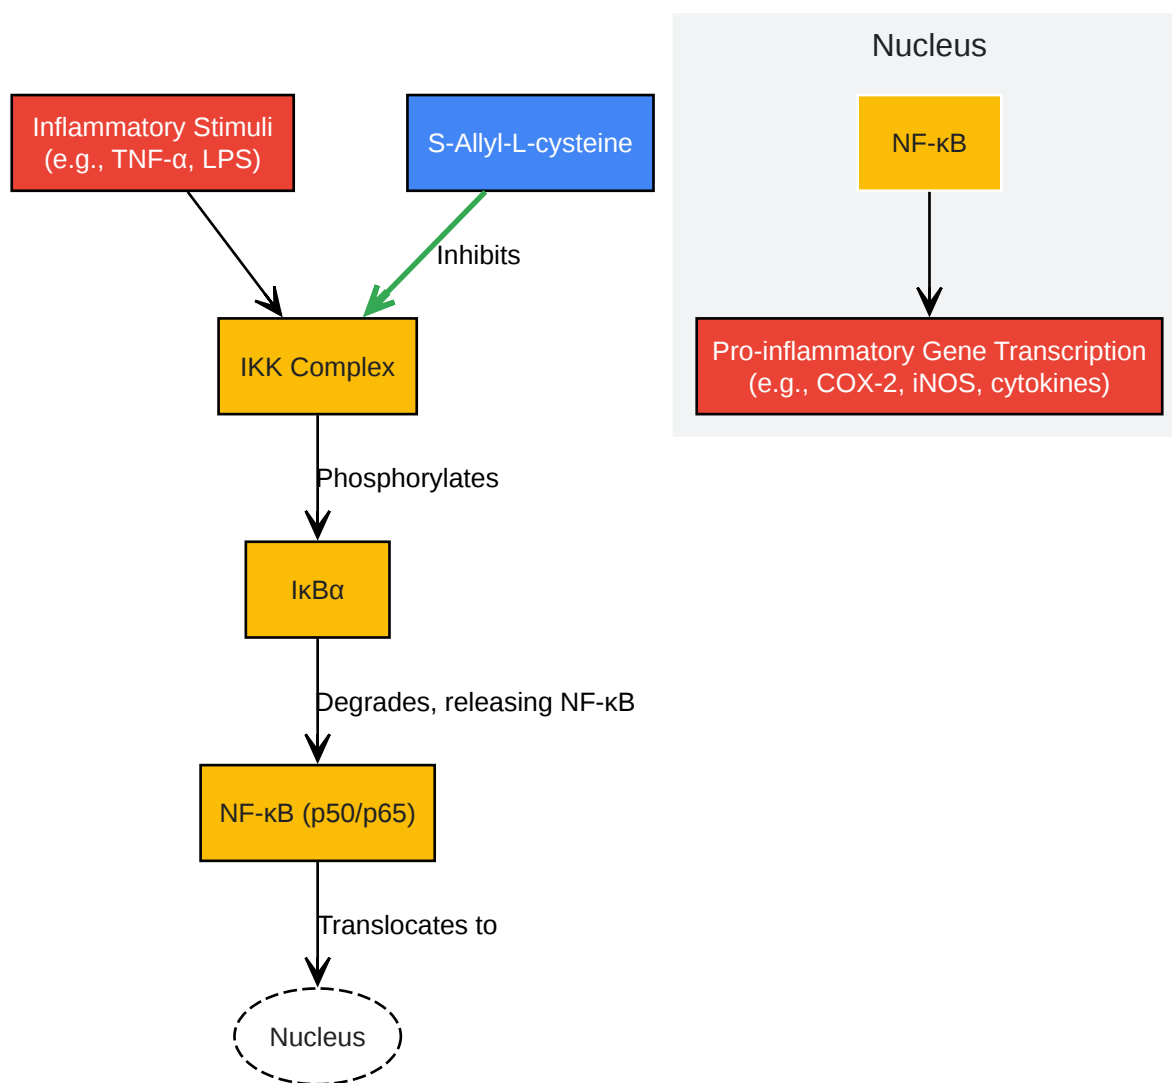 Nucleus
Inflammatory Stimuli
(e.g., TNF-α, LPS)
S-Allyl-L-cysteine
NF-κB
Inhibits
IKK Complex
Pro-inflammatory Gene Transcription
(e.g., COX-2, iNOS, cytokines)
Phosphorylates
IκBα
Degrades, releasing NF-κB
NF-κB (p50/p65)
Translocates to
Nucleus